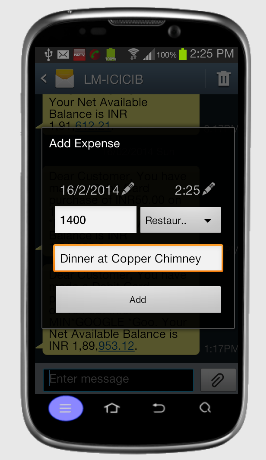 100% 2:25 PM
LM-ICICIB
Your Net Available
Balance is INR
1,91,612.21
Add Expense
16/2/2014 2:25
1400 Restaur..
Dinner at Copper Chimney
Add
Net Available Balance is
INR 1,89,953.12.
1:17PM
Enter message